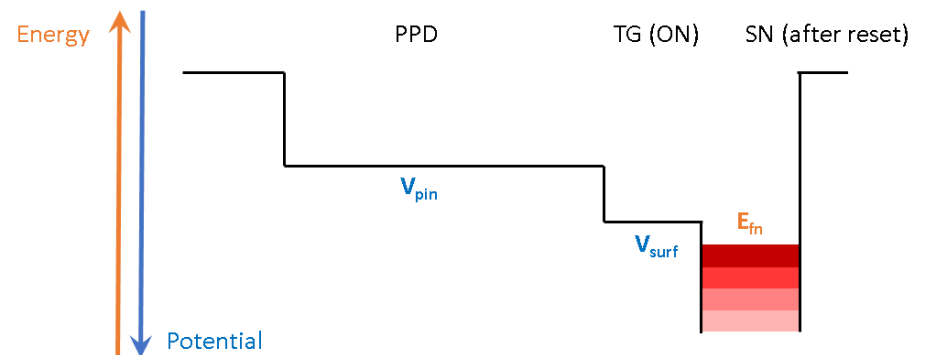 Energy
PPD
TG (ON)
SN (after reset)
Vpin
Vsurf
Efn
Potential